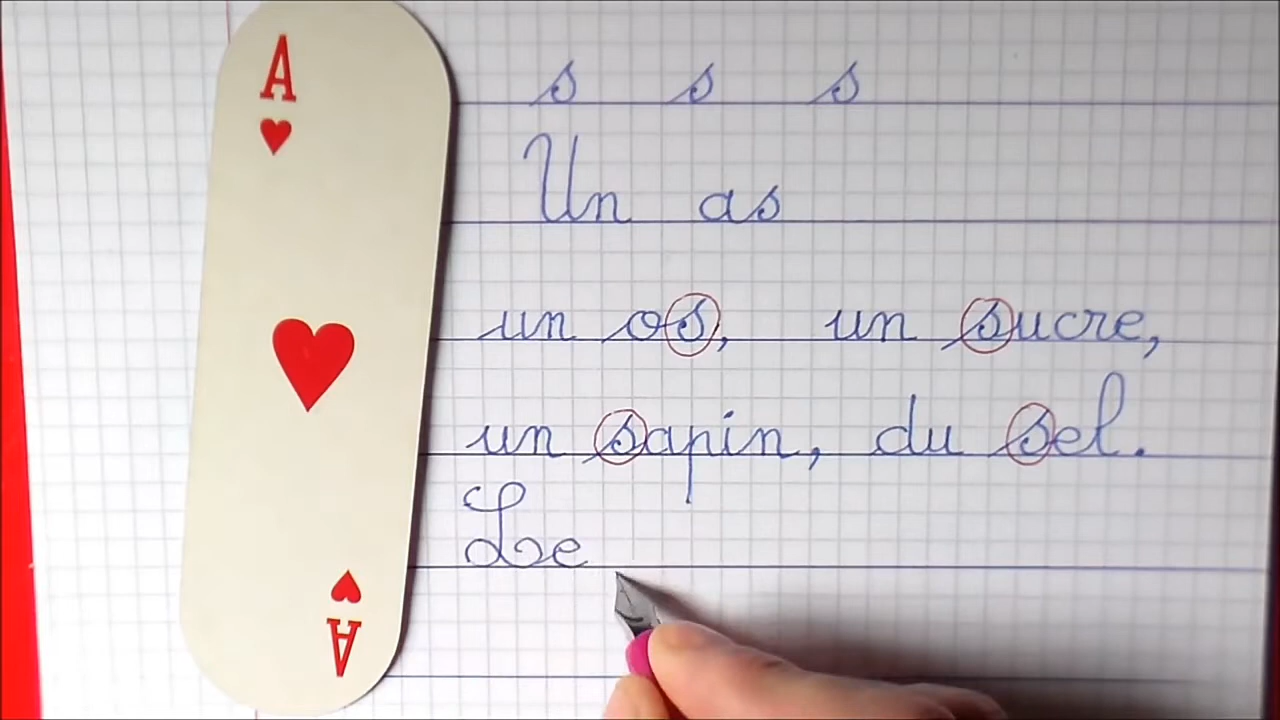 A
s s s
Un as
un os, un sucre,
un sapin, du sel.
Le
A